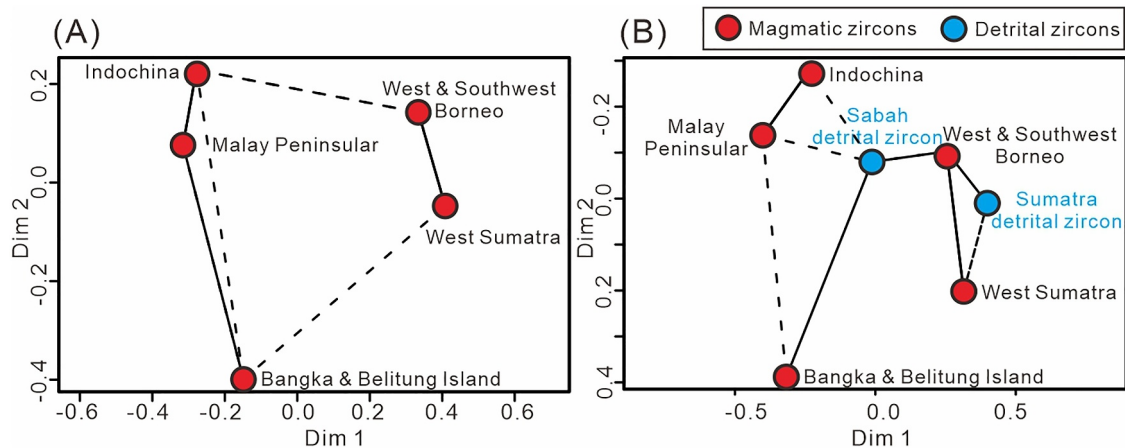 (A)
(B)
Magmatic zircons
Detrital zircons
Indochina
West & Southwest
Borneo
Malay Peninsular
West Sumatra
Bangka & Belitung Island
0.2
0.0
-0.2
-0.4
Dim 2
-0.6
-0.4
-0.2
0.0
0.2
0.4
0.6
Dim 1
Indochina
Sabah
detrital zircon
Malay
Peninsular
West & Southwest
Borneo
Sumatra
detrital zircon
West Sumatra
Bangka & Belitung Island
-0.2
0.0
0.2
0.4
Dim 2
-0.5
0.0
0.5
Dim 1